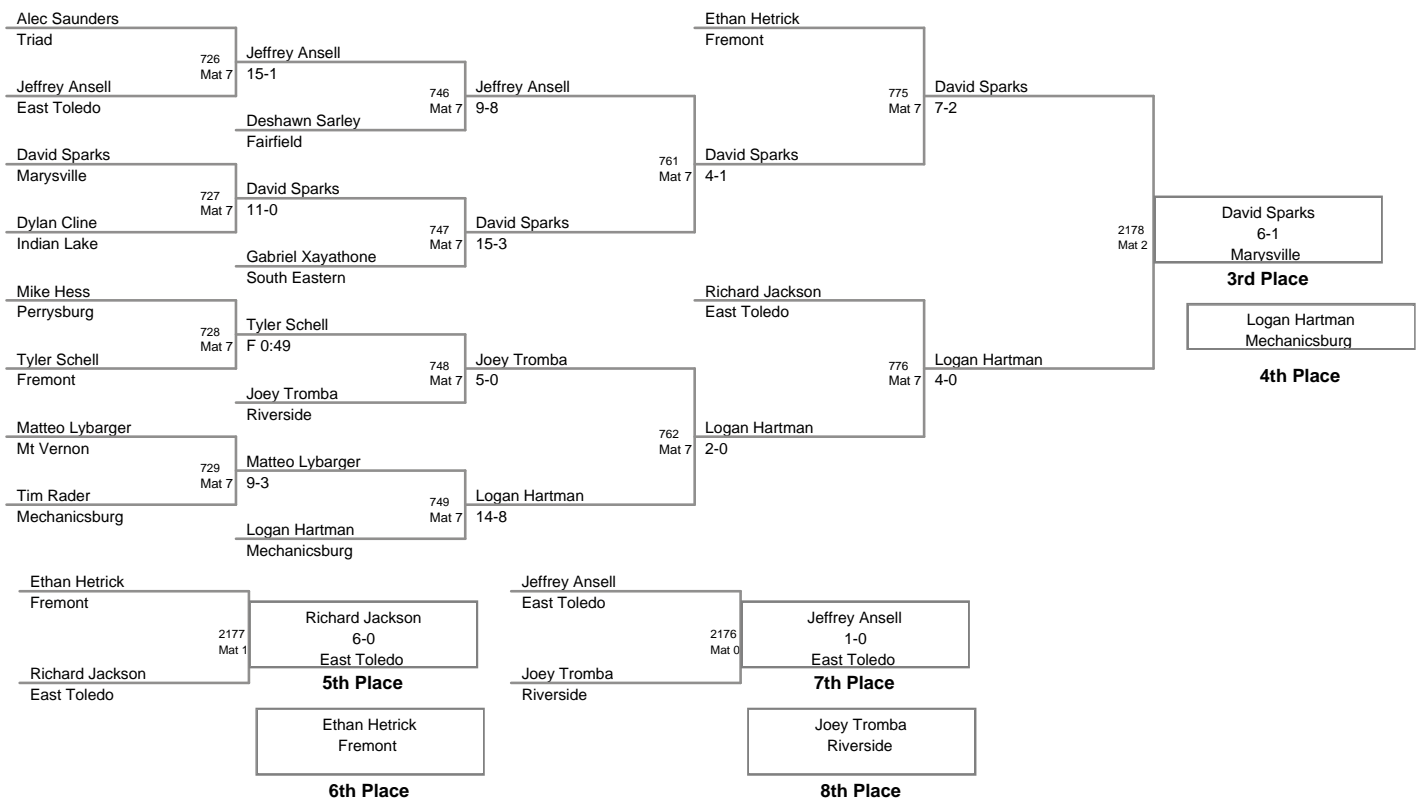 Alec Saunders
Triad
726
Mat 7
Jeffrey Ansell
East Toledo
Jeffrey Ansell
15-1
746
Mat 7
Deshawn Sarley
Fairfield
David Sparks
Marysville
727
Mat 7
Dylan Cline
Indian Lake
David Sparks
11-0
747
Mat 7
Gabriel Xayathone
South Eastern
Mike Hess
Perrysburg
728
Mat 7
Tyler Schell
Fremont
Tyler Schell
F 0:49
748
Mat 7
Joey Tromba
Riverside
Matteo Lybarger
Mt Vernon
729
Mat 7
Tim Rader
Mechanicsburg
Matteo Lybarger
9-3
749
Mat 7
Logan Hartman
Mechanicsburg
Jeffrey Ansell
9-8
761
Mat 7
David Sparks
15-3
Joey Tromba
5-0
762
Mat 7
Logan Hartman
14-8
Ethan Hetrick
Fremont
775
Mat 7
David Sparks
4-1
Richard Jackson
East Toledo
776
Mat 7
Logan Hartman
2-0
David Sparks
7-2
2178
Mat 2
Logan Hartman
4-0
David Sparks
6-1
Marysville
3rd Place
Logan Hartman
Mechanicsburg
4th Place
Ethan Hetrick
Fremont
2177
Mat 1
Richard Jackson
East Toledo
Richard Jackson
6-0
East Toledo
5th Place
Ethan Hetrick
Fremont
6th Place
Jeffrey Ansell
East Toledo
2176
Mat 0
Joey Tromba
Riverside
Jeffrey Ansell
1-0
East Toledo
7th Place
Joey Tromba
Riverside
8th Place